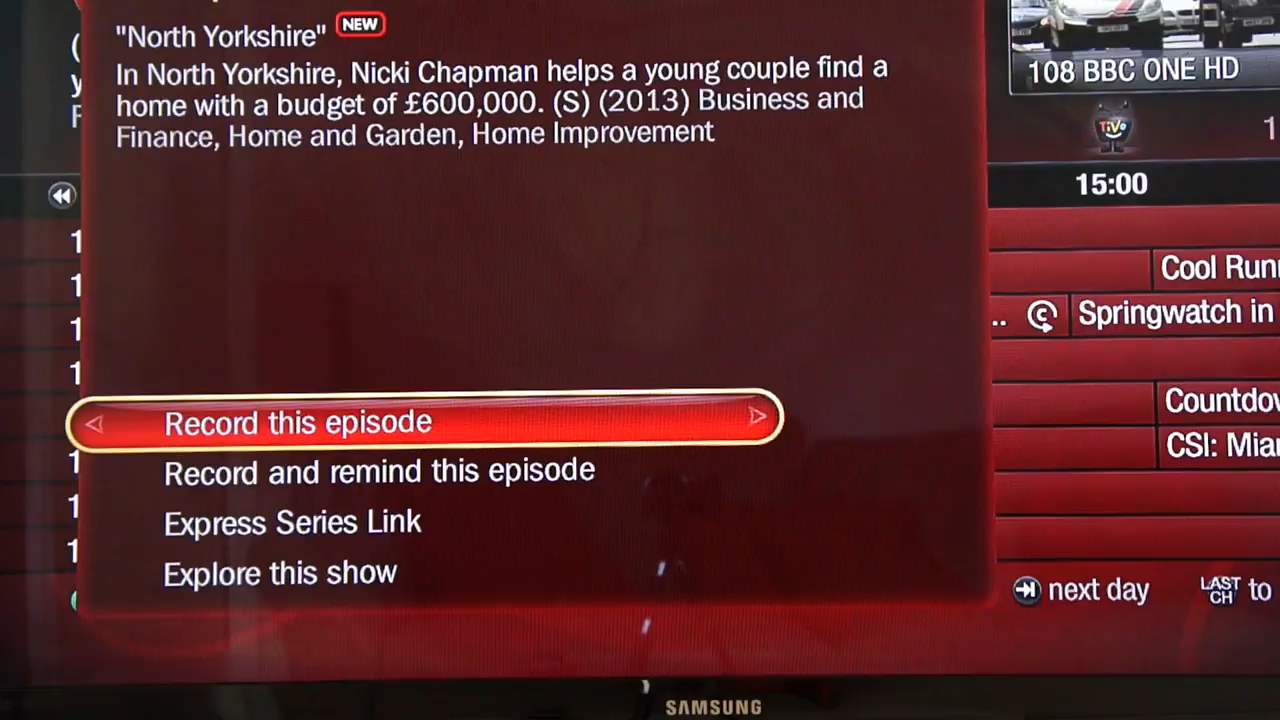 "North Yorkshire" NEW
In North Yorkshire, Nicki Chapman helps a young couple find a
home with a budget of £600,000. (S) (2013) Business and
Finance, Home and Garden, Home Improvement
108 BBC ONE HD
TiVo
15:00
Cool Run
Springwatch in
Record this episode
Countdow
CSI: Miam
Record and remind this episode
Express Series Link
Explore this show
next day LAST CH to
SAMSUNG